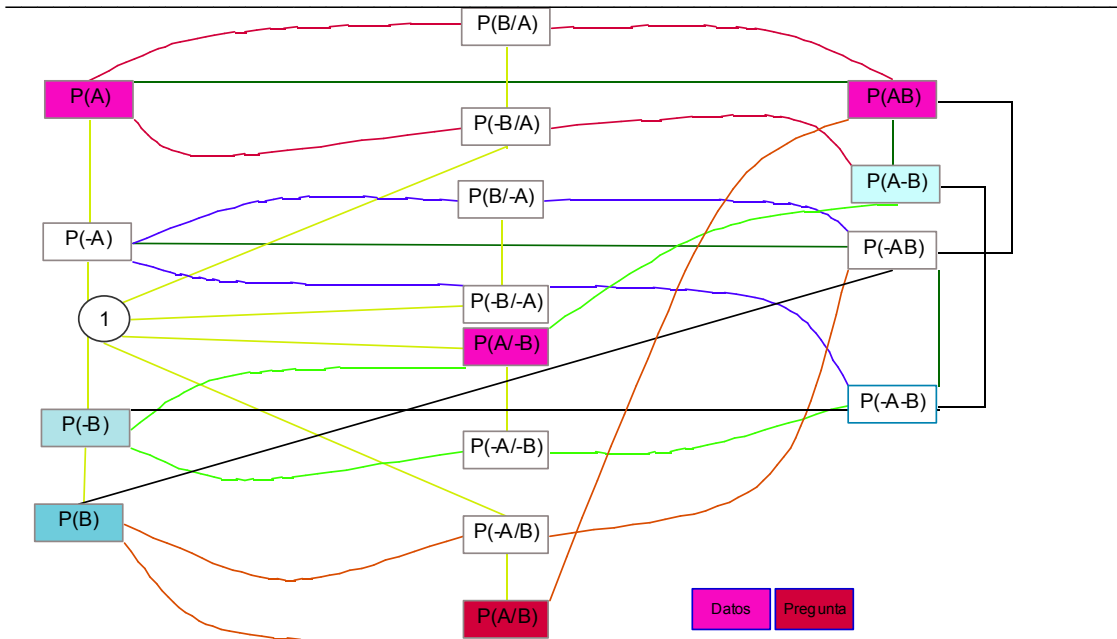 P(B/A)
P(A)
P(AB)
P(-B/A)
P(A-B)
P(B/-A)
P(-A)
P(-AB)
P(-B/-A)
1
P(A/-B)
P(-A-B)
P(-B)
P(-A/-B)
P(B)
P(-A/B)
P(A/B)
Datos
Pregunta